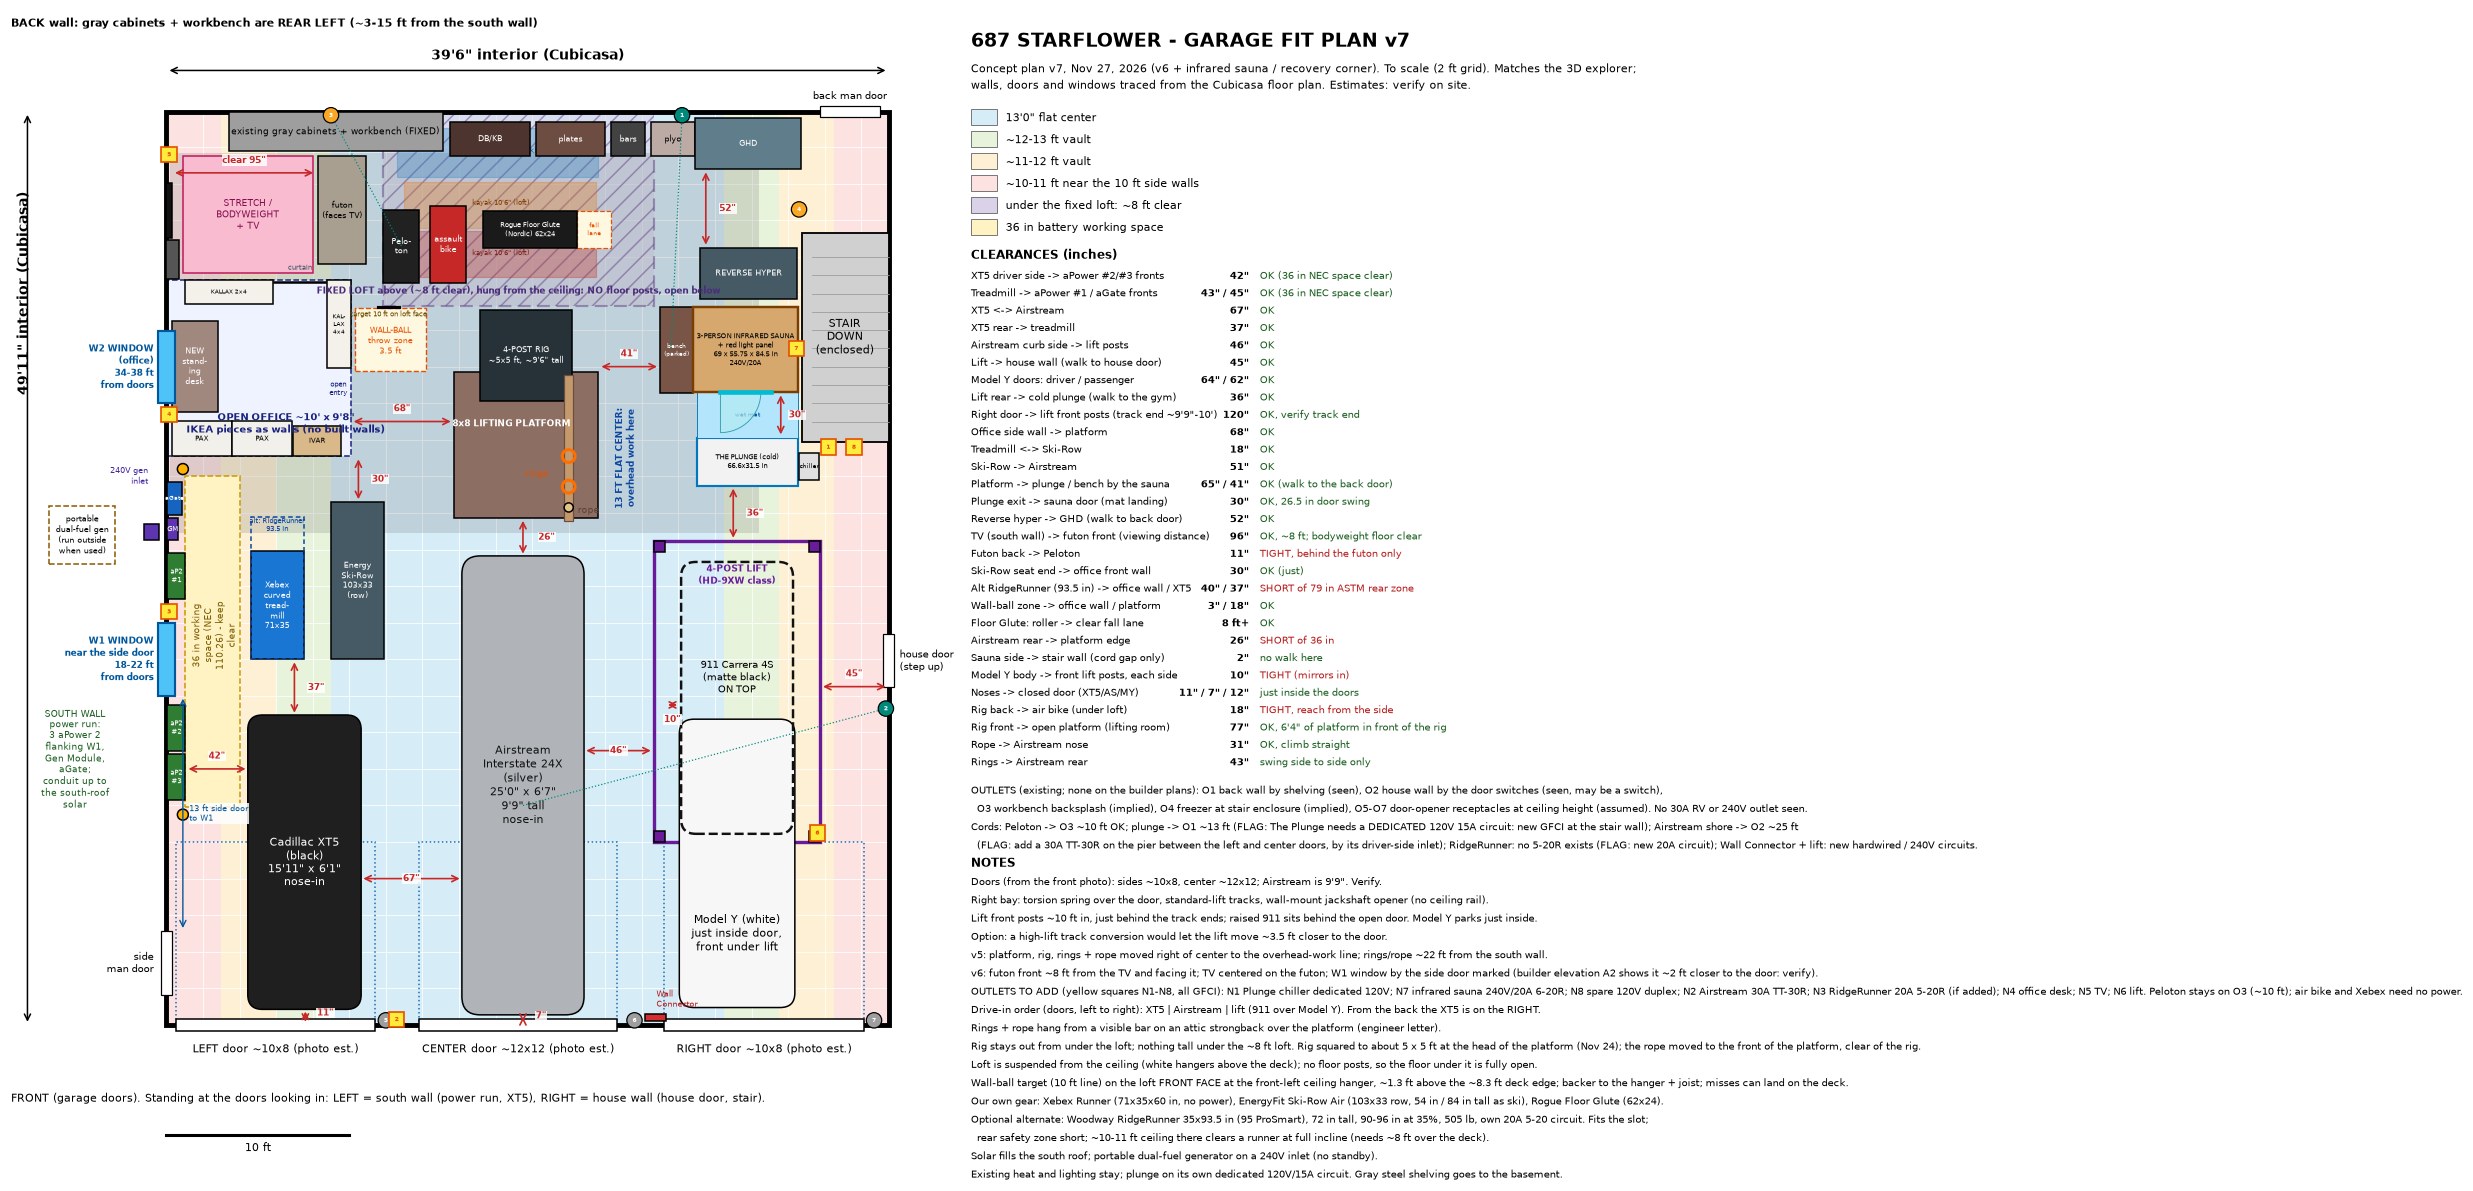 BACK wall: gray cabinets + workbench are REAR LEFT (~3-15 ft from the south wall)
39'6" interior (Cubicasa)
49'11" interior (Cubicasa)
back man door
existing gray cabinets + workbench (FIXED)
DB/KB
plates
bars
plyo
GHD
clear 95"
STRETCH /
BODYWEIGHT
+ TV
curtain
futon
(faces TV)
Pelo-
ton
assault
bike
kayak 10'6" (loft)
Rogue Floor Glute
(Nordic) 62x24
fall
lane
kayak 10'6" (loft)
52"
REVERSE HYPER
FIXED LOFT above (~8 ft clear), hung from the ceiling: NO floor posts, open below
KALLAX 2x4
KAL-
LAX
4x4
target 10 ft on loft face
WALL-BALL
throw zone
3.5 ft
4-POST RIG
~5x5 ft, ~9'6" tall
41"
bench
(parked)
3-PERSON INFRARED SAUNA
+ red light panel
69 x 55.75 x 84.5 in
240V/20A
STAIR
DOWN
(enclosed)
W2 WINDOW
(office)
34-38 ft
from doors
NEW
stand-
ing
desk
open
entry
OPEN OFFICE ~10' x 9'8"
IKEA pieces as walls (no built walls)
PAX
PAX
IVAR
68"
8x8 LIFTING PLATFORM
13 FT FLAT CENTER:
overhead work here
30"
THE PLUNGE (cold)
66.6x31.5 in
chiller
240V gen
inlet
aGate
GM
30"
rope
36"
26"
portable
dual-fuel gen
(run outside
when used)
alt: RidgeRunner
93.5 in
Energy
Ski-Row
103x33
(row)
aP2
#1
Xebex
curved
tread-
mill
71x35
36 in working
space (NEC
110.26) - keep
clear
4-POST LIFT
(HD-9XW class)
W1 WINDOW
near the side door
18-22 ft
from doors
37"
911 Carrera 4S
(matte black)
ON TOP
45"
house door
(step up)
10"
SOUTH WALL
power run:
3 aPower 2
flanking W1,
Gen Module,
aGate;
conduit up to
the south-roof
solar
aP2
#2
aP2
#3
42"
46"
Airstream
Interstate 24X
(silver)
25'0" x 6'7"
9'9" tall
nose-in
13 ft side door
to W1
Cadillac XT5
(black)
15'11" x 6'1"
nose-in
67"
Model Y (white)
just inside door,
front under lift
side
man door
Wall
Connector
11"
7"
LEFT door ~10x8 (photo est.)
CENTER door ~12x12 (photo est.)
RIGHT door ~10x8 (photo est.)
FRONT (garage doors). Standing at the doors looking in: LEFT = south wall (power run, XT5), RIGHT = house wall (house door, stair).
10 ft
687 STARFLOWER - GARAGE FIT PLAN v7
Concept plan v7, Nov 27, 2026 (v6 + infrared sauna / recovery corner). To scale (2 ft grid). Matches the 3D explorer;
walls, doors and windows traced from the Cubicasa floor plan. Estimates: verify on site.
13'0" flat center
~12-13 ft vault
~11-12 ft vault
~10-11 ft near the 10 ft side walls
under the fixed loft: ~8 ft clear
36 in battery working space
CLEARANCES (inches)
XT5 driver side -> aPower #2/#3 fronts 42" OK (36 in NEC space clear)
Treadmill -> aPower #1 / aGate fronts 43" / 45" OK (36 in NEC space clear)
XT5 <-> Airstream 67" OK
XT5 rear -> treadmill 37" OK
Airstream curb side -> lift posts 46" OK
Lift -> house wall (walk to house door) 45" OK
Model Y doors: driver / passenger 64" / 62" OK
Lift rear -> cold plunge (walk to the gym) 36" OK
Right door -> lift front posts (track end ~9'9"-10') 120" OK, verify track end
Office side wall -> platform 68" OK
Treadmill <-> Ski-Row 18" OK
Ski-Row -> Airstream 51" OK
Platform -> plunge / bench by the sauna 65" / 41" OK (walk to the back door)
Plunge exit -> sauna door (mat landing) 30" OK, 26.5 in door swing
Reverse hyper -> GHD (walk to back door) 52" OK
TV (south wall) -> futon front (viewing distance) 96" OK, ~8 ft; bodyweight floor clear
Futon back -> Peloton 11" TIGHT, behind the futon only
Ski-Row seat end -> office front wall 30" OK (just)
Alt RidgeRunner (93.5 in) -> office wall / XT5 40" / 37" SHORT of 79 in ASTM rear zone
Wall-ball zone -> office wall / platform 3" / 18" OK
Floor Glute: roller -> clear fall lane 8 ft+ OK
Airstream rear -> platform edge 26" SHORT of 36 in
Sauna side -> stair wall (cord gap only) 2" no walk here
Model Y body -> front lift posts, each side 10" TIGHT (mirrors in)
Noses -> closed door (XT5/AS/MY) 11" / 7" / 12" just inside the doors
Rig back -> air bike (under loft) 18" TIGHT, reach from the side
Rig front -> open platform (lifting room) 77" OK, 6'4" of platform in front of the rig
Rope -> Airstream nose 31" OK, climb straight
Rings -> Airstream rear 43" swing side to side only
OUTLETS (existing; none on the builder plans): O1 back wall by shelving (seen), O2 house wall by the door switches (seen, may be a switch),
O3 workbench backsplash (implied), O4 freezer at stair enclosure (implied), O5-O7 door-opener receptacles at ceiling height (assumed). No 30A RV or 240V outlet seen.
Cords: Peloton -> O3 ~10 ft OK; plunge -> O1 ~13 ft (FLAG: The Plunge needs a DEDICATED 120V 15A circuit: new GFCI at the stair wall); Airstream shore -> O2 ~25 ft
(FLAG: add a 30A TT-30R on the pier between the left and center doors, by its driver-side inlet); RidgeRunner: no 5-20R exists (FLAG: new 20A circuit); Wall Connector + lift: new hardwired / 240V circuits.
NOTES
Doors (from the front photo): sides ~10x8, center ~12x12; Airstream is 9'9". Verify.
Right bay: torsion spring over the door, standard-lift tracks, wall-mount jackshaft opener (no ceiling rail).
Lift front posts ~10 ft in, just behind the track ends; raised 911 sits behind the open door. Model Y parks just inside.
Option: a high-lift track conversion would let the lift move ~3.5 ft closer to the door.
v5: platform, rig, rings + rope moved right of center to the overhead-work line; rings/rope ~22 ft from the south wall.
v6: futon front ~8 ft from the TV and facing it; TV centered on the futon; W1 window by the side door marked (builder elevation A2 shows it ~2 ft closer to the door: verify).
OUTLETS TO ADD (yellow squares N1-N8, all GFCI): N1 Plunge chiller dedicated 120V; N7 infrared sauna 240V/20A 6-20R; N8 spare 120V duplex; N2 Airstream 30A TT-30R; N3 RidgeRunner 20A 5-20R (if added); N4 office desk; N5 TV; N6 lift. Peloton stays on O3 (~10 ft); air bike and Xebex need no power.
Drive-in order (doors, left to right): XT5 | Airstream | lift (911 over Model Y). From the back the XT5 is on the RIGHT.
Rings + rope hang from a visible bar on an attic strongback over the platform (engineer letter).
Rig stays out from under the loft; nothing tall under the ~8 ft loft. Rig squared to about 5 x 5 ft at the head of the platform (Nov 24); the rope moved to the front of the platform, clear of the rig.
Loft is suspended from the ceiling (white hangers above the deck); no floor posts, so the floor under it is fully open.
Wall-ball target (10 ft line) on the loft FRONT FACE at the front-left ceiling hanger, ~1.3 ft above the ~8.3 ft deck edge; backer to the hanger + joist; misses can land on the deck.
Our own gear: Xebex Runner (71x35x60 in, no power), EnergyFit Ski-Row Air (103x33 row, 54 in / 84 in tall as ski), Rogue Floor Glute (62x24).
Optional alternate: Woodway RidgeRunner 35x93.5 in (95 ProSmart), 72 in tall, 90-96 in at 35%, 505 lb, own 20A 5-20 circuit. Fits the slot;
rear safety zone short; ~10-11 ft ceiling there clears a runner at full incline (needs ~8 ft over the deck).
Solar fills the south roof; portable dual-fuel generator on a 240V inlet (no standby).
Existing heat and lighting stay; plunge on its own dedicated 120V/15A circuit. Gray steel shelving goes to the basement.